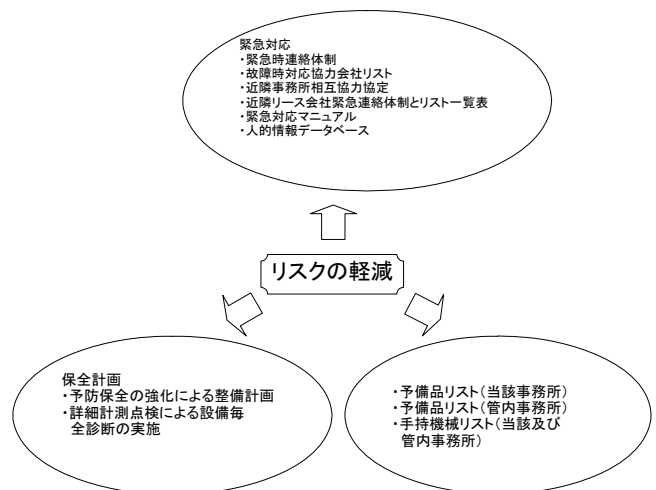 緊急対応
・緊急時連絡体制
・故障時対応協力会社リスト
・近隣事務所相互協力協定
・近隣リース会社緊急連絡体制とリスト一覧表
・緊急対応マニュアル
・人的情報データベース
リスクの軽減
保全計画
・予防保全の強化による整備計画
・詳細計測点検による設備毎
全診断の実施
・予備品リスト(当該事務所)
・予備品リスト(管内事務所)
・手持機械リスト(当該及び
管内事務所)